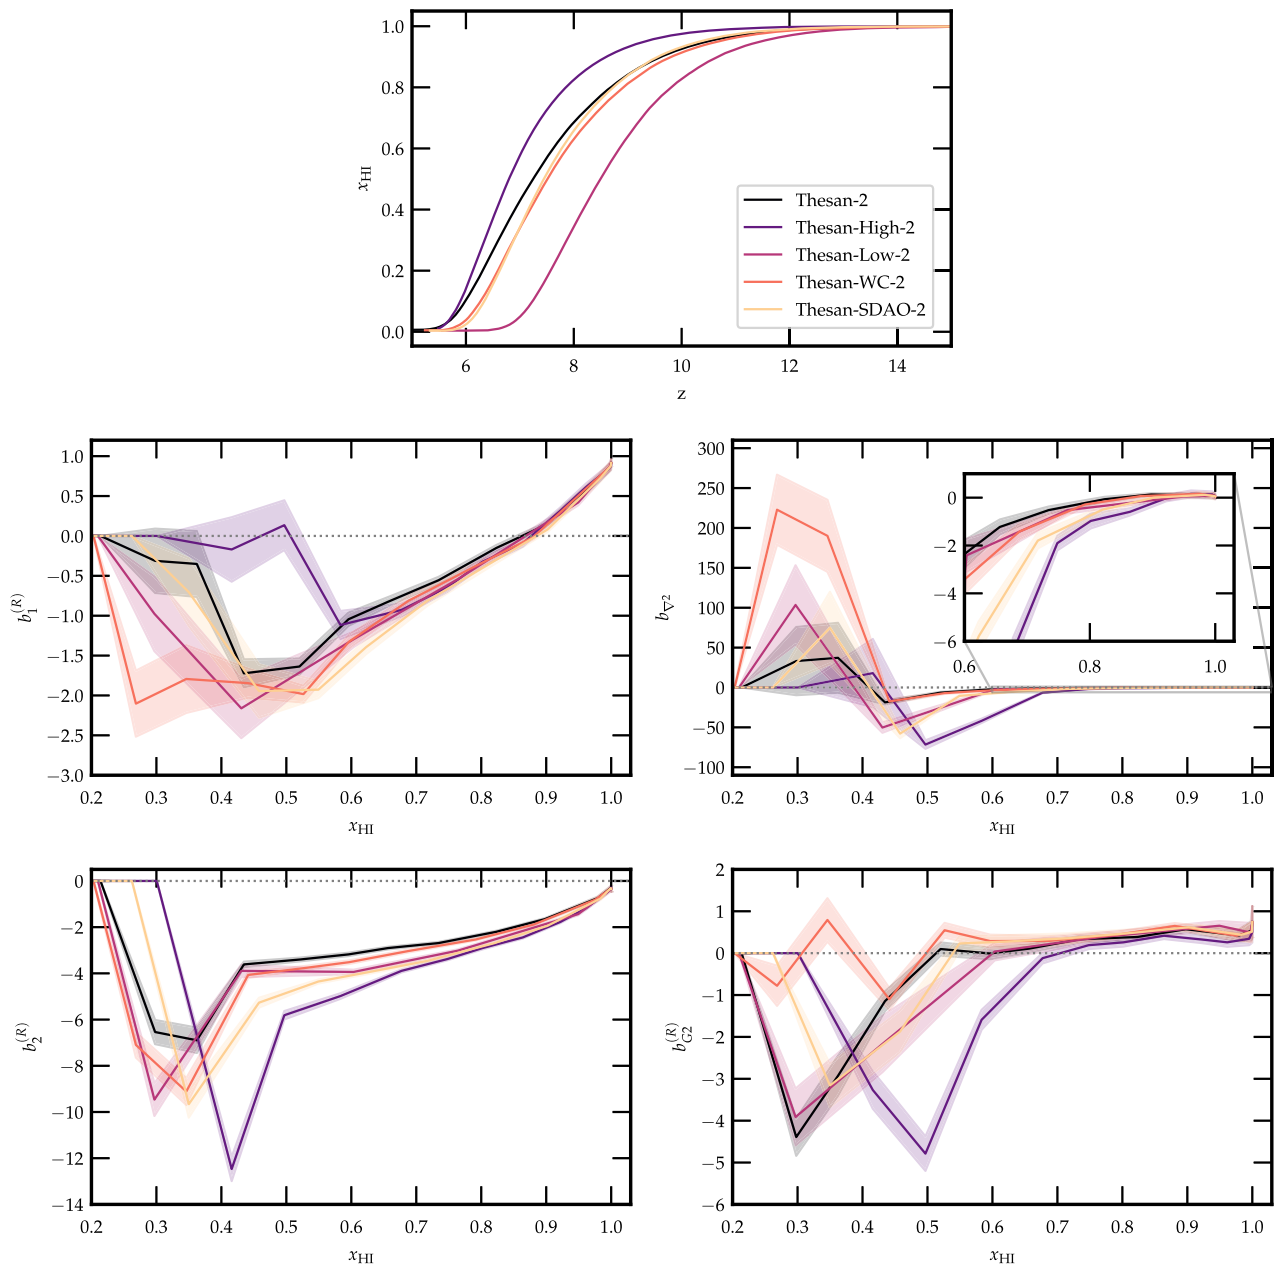 1.0
0.8
0.6
0.4
0.2
0.0
x_HI
6 8 10 12 14
z
Thesan-2
Thesan-High-2
Thesan-Low-2
Thesan-WC-2
Thesan-SDAO-2
1.0
0.5
0.0
−0.5
−1.0
−1.5
−2.0
−2.5
−3.0
b_1^(R)
0.2 0.3 0.4 0.5 0.6 0.7 0.8 0.9 1.0
x_HI
300
250
200
150
100
50
0
−50
−100
b_∇²
0.2 0.3 0.4 0.5 0.6 0.7 0.8 0.9 1.0
x_HI
0
−2
−4
−6
0.6 0.8 1.0
0
−2
−4
−6
−8
−10
−12
−14
b_2^(R)
0.2 0.3 0.4 0.5 0.6 0.7 0.8 0.9 1.0
x_HI
2
1
0
−1
−2
−3
−4
−5
−6
b_G2^(R)
0.2 0.3 0.4 0.5 0.6 0.7 0.8 0.9 1.0
x_HI